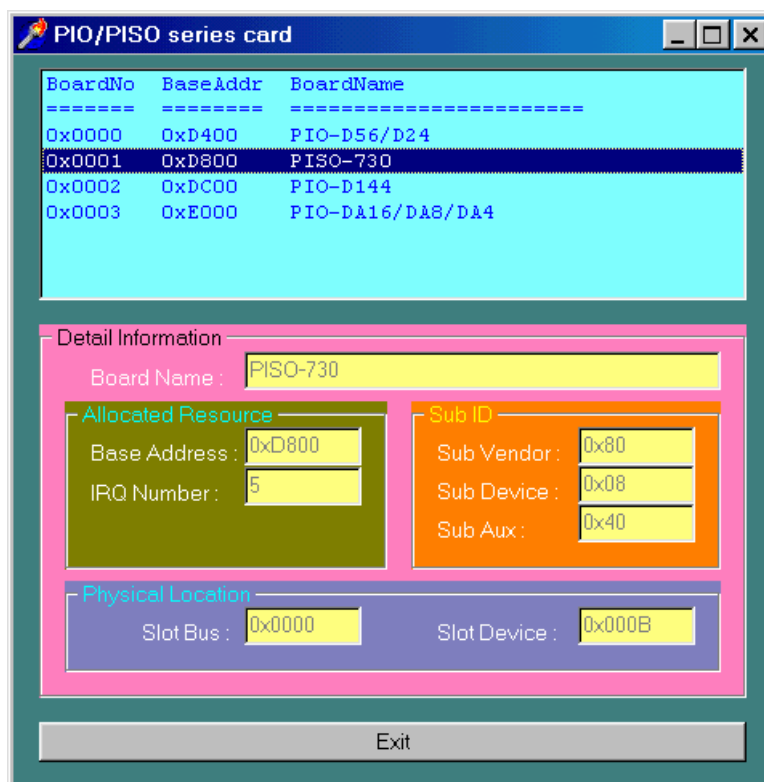 PIO/PISO series card
BoardNo BaseAddr BoardName
======= ======== =======================
0x0000 0xD400 PIO-D56/D24
0x0001 0xD800 PISO-730
0x0002 0xDC00 PIO-D144
0x0003 0xE000 PIO-DA16/DA8/DA4
Detail Information
Board Name : PISO-730
Allocated Resource
Base Address : 0xD800
IRQ Number : 5
Sub ID
Sub Vendor : 0x80
Sub Device : 0x08
Sub Aux : 0x40
Physical Location
Slot Bus : 0x0000 Slot Device : 0x000B
Exit